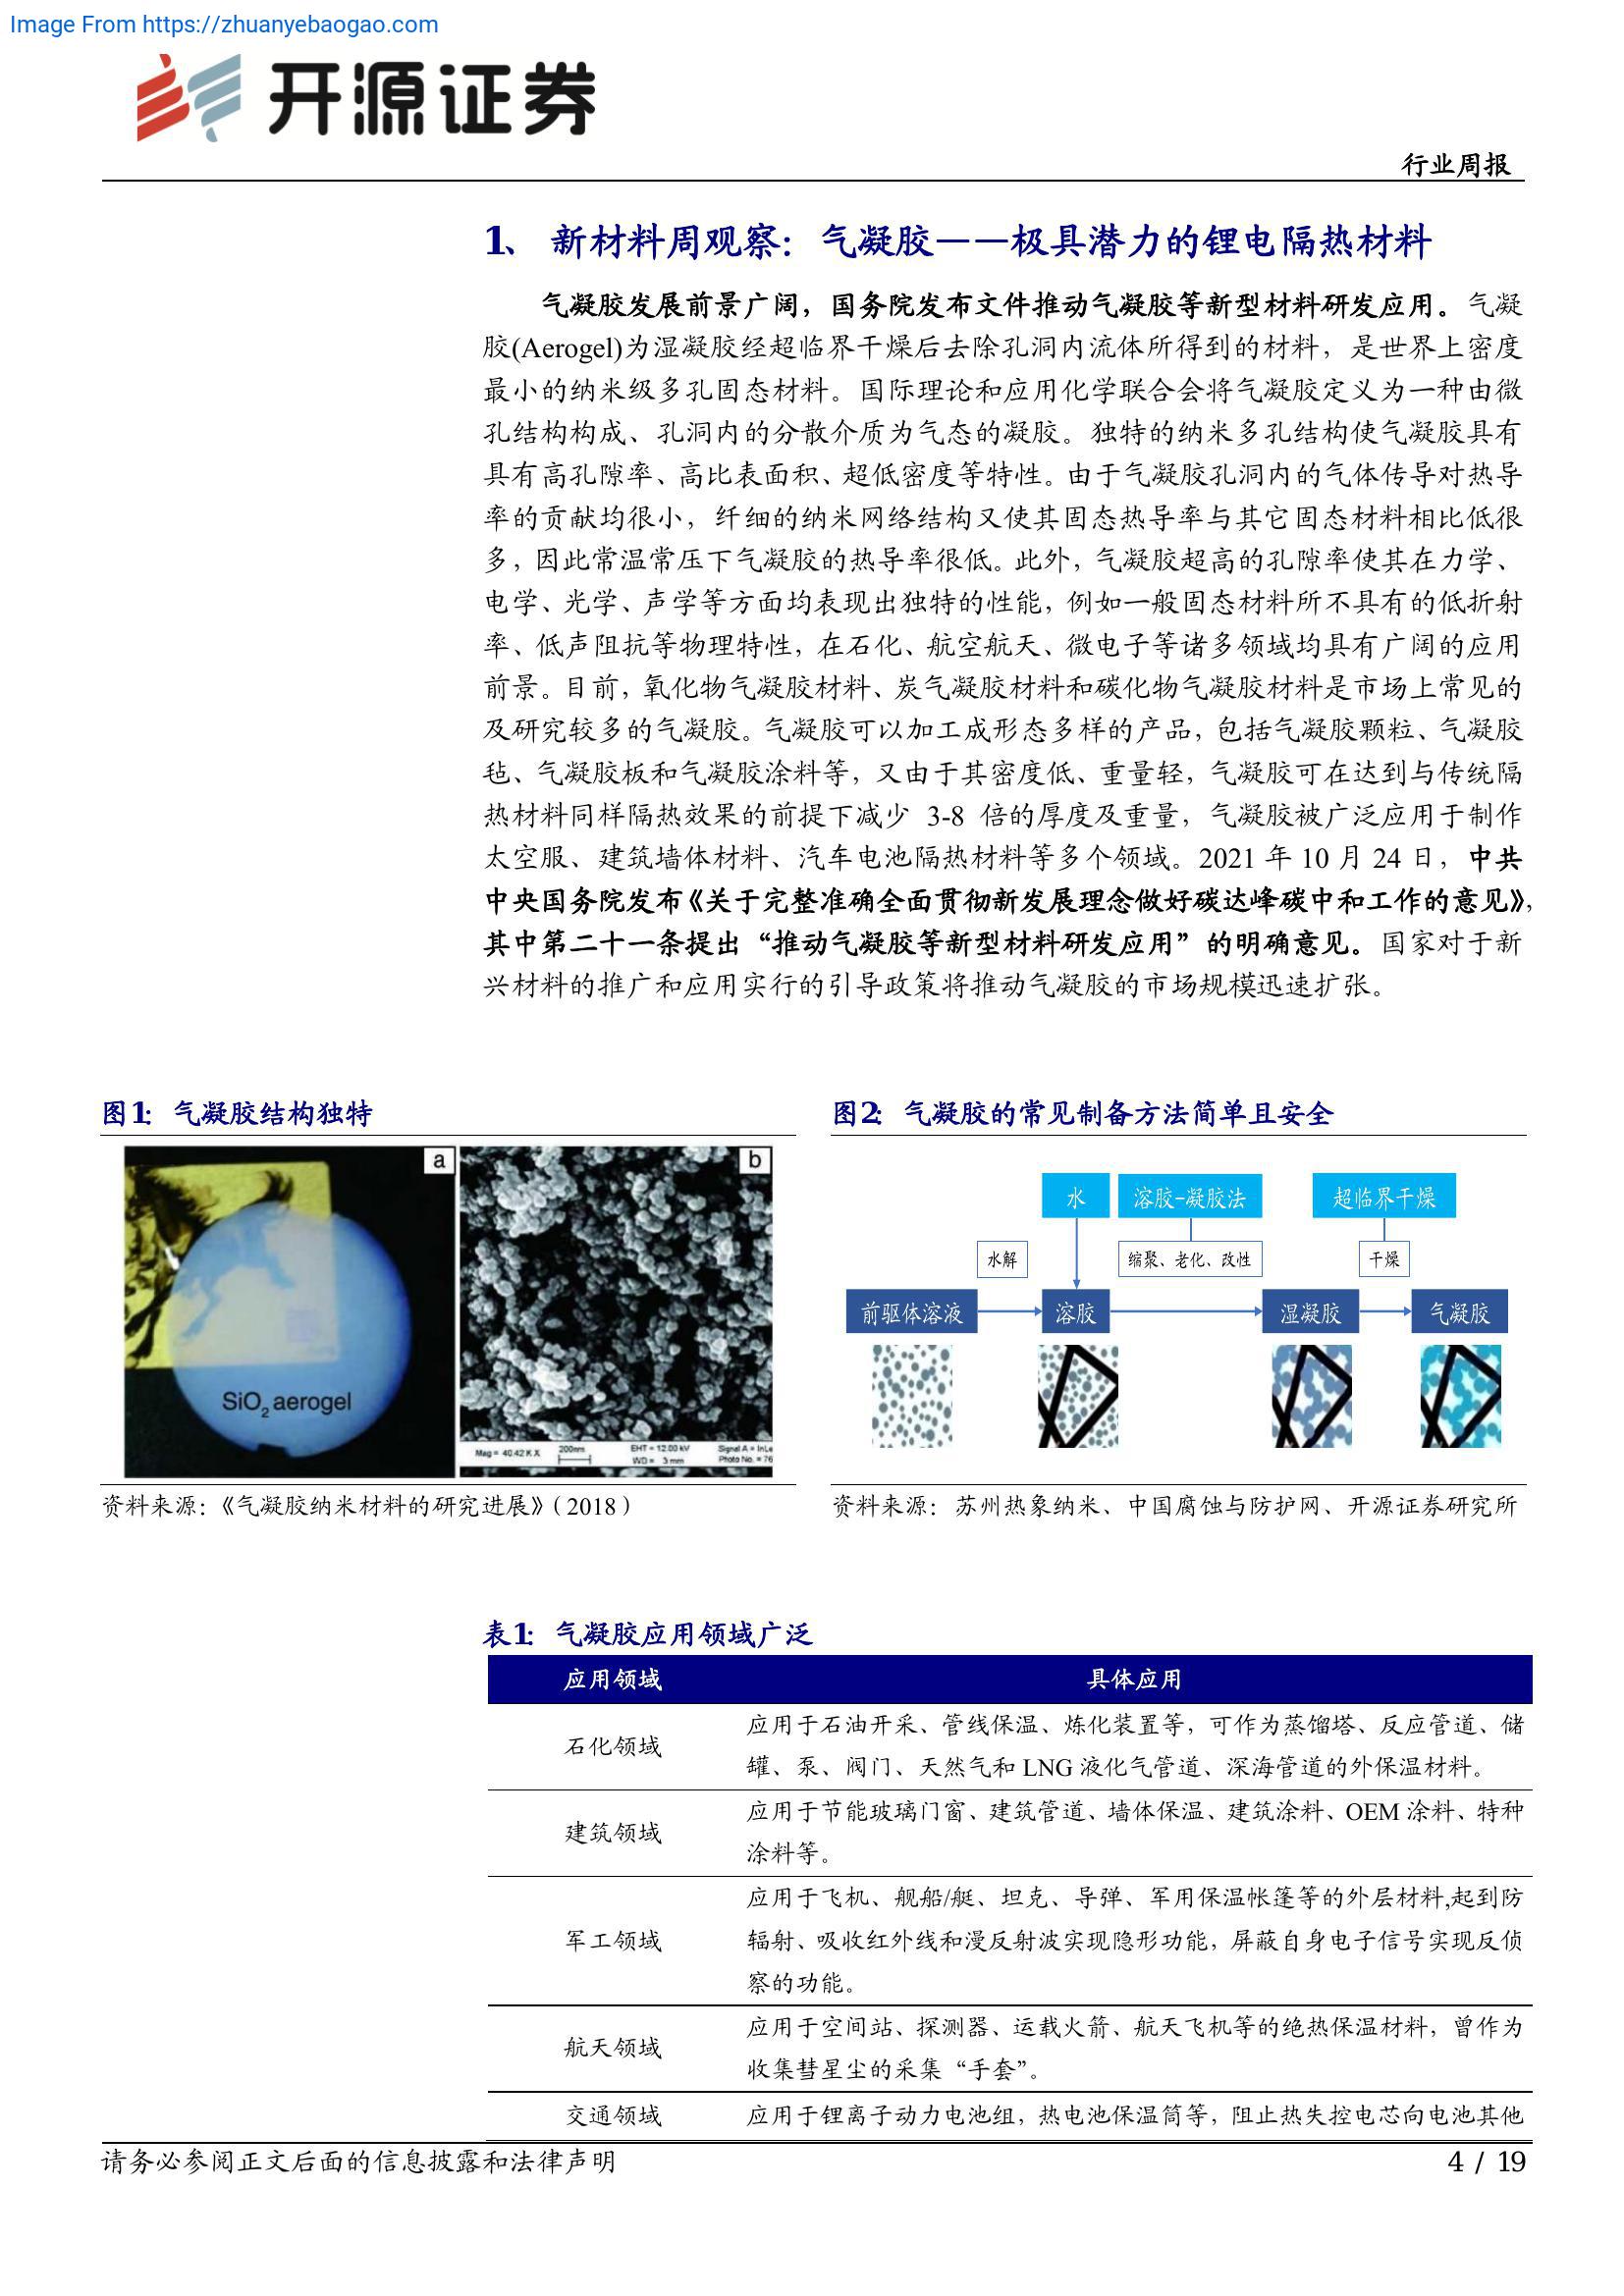 Image From https://zhuanyebaogao.com
开源证券
行业周报
1、 新材料周观察：气凝胶——极具潜力的锂电隔热材料
气凝胶发展前景广阔，国务院发布文件推动气凝胶等新型材料研发应用。气凝
胶(Aerogel)为湿凝胶经超临界干燥后去除孔洞内流体所得到的材料，是世界上密度
最小的纳米级多孔固态材料。国际理论和应用化学联合会将气凝胶定义为一种由微
孔结构构成、孔洞内的分散介质为气态的凝胶。独特的纳米多孔结构使气凝胶具有
具有高孔隙率、高比表面积、超低密度等特性。由于气凝胶孔洞内的气体传导对热导
率的贡献均很小，纤细的纳米网络结构又使其固态热导率与其它固态材料相比低很
多，因此常温常压下气凝胶的热导率很低。此外，气凝胶超高的孔隙率使其在力学、
电学、光学、声学等方面均表现出独特的性能，例如一般固态材料所不具有的低折射
率、低声阻抗等物理特性，在石化、航空航天、微电子等诸多领域均具有广阔的应用
前景。目前，氧化物气凝胶材料、炭气凝胶材料和碳化物气凝胶材料是市场上常见的
及研究较多的气凝胶。气凝胶可以加工成形态多样的产品，包括气凝胶颗粒、气凝胶
毡、气凝胶板和气凝胶涂料等，又由于其密度低、重量轻，气凝胶可在达到与传统隔
热材料同样隔热效果的前提下减少 3-8 倍的厚度及重量，气凝胶被广泛应用于制作
太空服、建筑墙体材料、汽车电池隔热材料等多个领域。2021 年 10 月 24 日，中共
中央国务院发布《关于完整准确全面贯彻新发展理念做好碳达峰碳中和工作的意见》，
其中第二十一条提出“推动气凝胶等新型材料研发应用”的明确意见。国家对于新
兴材料的推广和应用实行的引导政策将推动气凝胶的市场规模迅速扩张。
图1： 气凝胶结构独特
a
b
SiO2 aerogel
Mag = 40.42 K X 200nm EHT = 12.00 kV Signal A = InLe
WD = 3 mm Photo No. = 76
资料来源：《气凝胶纳米材料的研究进展》（2018）
图2： 气凝胶的常见制备方法简单且安全
水 溶胶-凝胶法 超临界干燥
水解 缩聚、老化、改性 干燥
前驱体溶液 溶胶 湿凝胶 气凝胶
资料来源：苏州热象纳米、中国腐蚀与防护网、开源证券研究所
表1： 气凝胶应用领域广泛
应用领域 具体应用
石化领域 应用于石油开采、管线保温、炼化装置等，可作为蒸馏塔、反应管道、储
罐、泵、阀门、天然气和 LNG 液化气管道、深海管道的外保温材料。
建筑领域 应用于节能玻璃门窗、建筑管道、墙体保温、建筑涂料、OEM 涂料、特种
涂料等。
军工领域 应用于飞机、舰船/艇、坦克、导弹、军用保温帐篷等的外层材料,起到防
辐射、吸收红外线和漫反射波实现隐形功能，屏蔽自身电子信号实现反侦
察的功能。
航天领域 应用于空间站、探测器、运载火箭、航天飞机等的绝热保温材料，曾作为
收集彗星尘的采集“手套”。
交通领域 应用于锂离子动力电池组，热电池保温筒等，阻止热失控电芯向电池其他
请务必参阅正文后面的信息披露和法律声明
4 / 19